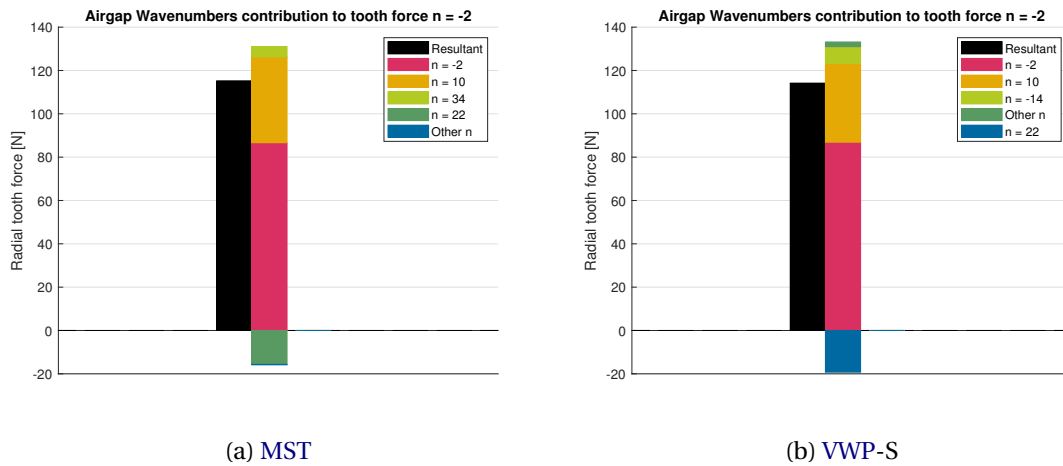 Airgap Wavenumbers contribution to tooth force n = -2
140
120
100
80
60
40
20
0
-20
Radial tooth force [N]
Resultant
n = -2
n = 10
n = 34
n = 22
Other n
(a) MST
Airgap Wavenumbers contribution to tooth force n = -2
140
120
100
80
60
40
20
0
-20
Radial tooth force [N]
Resultant
n = -2
n = 10
n = -14
Other n
n = 22
(b) VWP-S